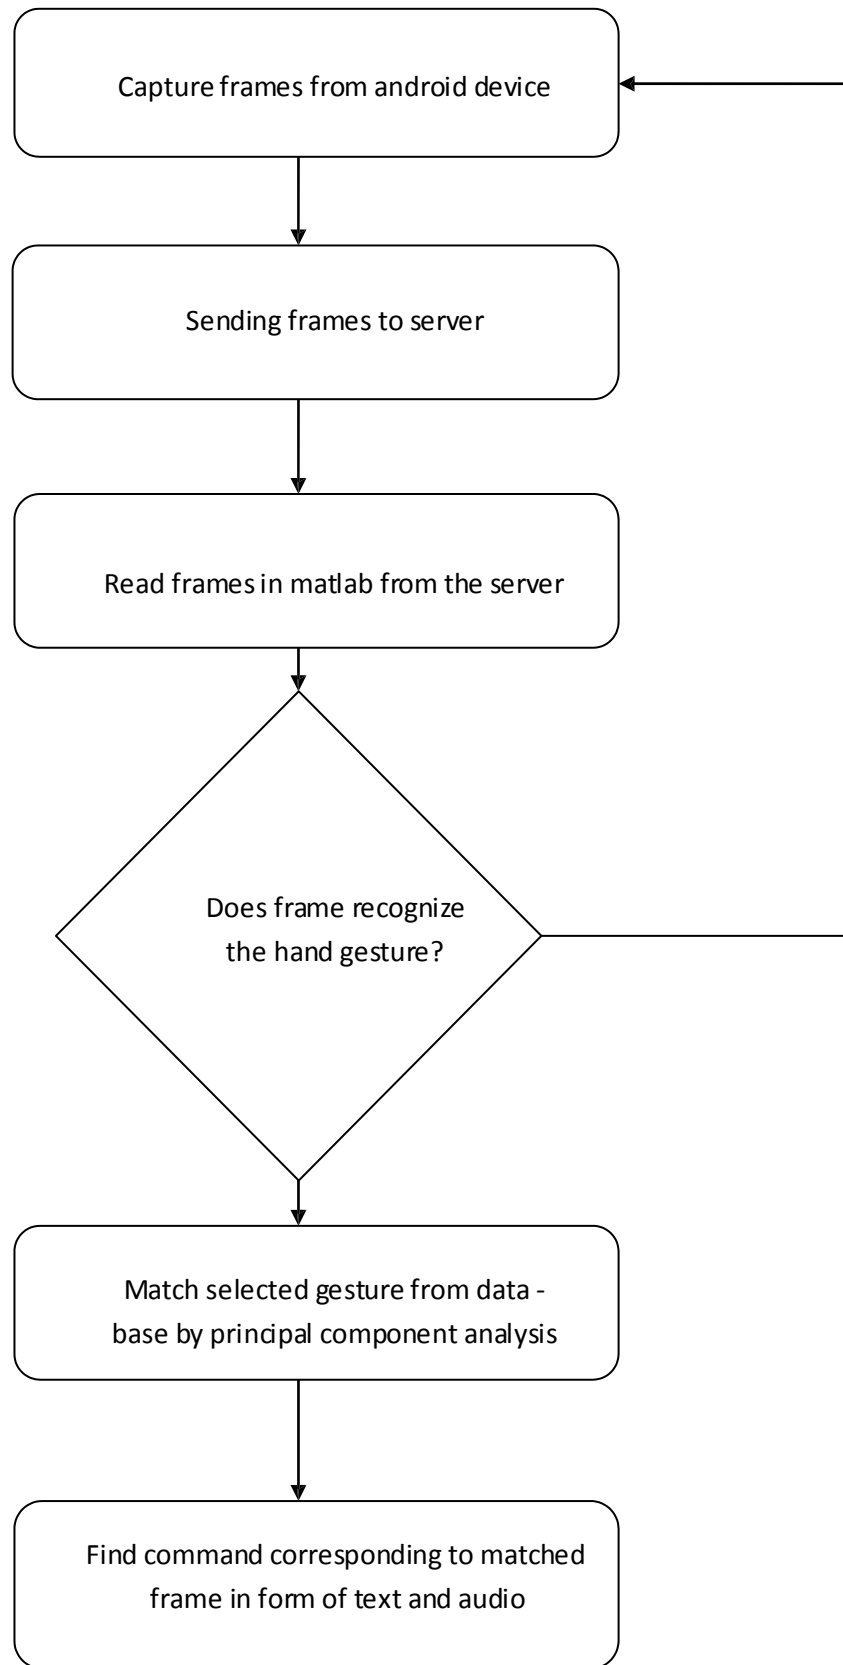 Capture frames from android device
Sending frames to server
Read frames in matlab from the server
Does frame recognize
the hand gesture?
Match selected gesture from data -
base by principal component analysis
Find command corresponding to matched
frame in form of text and audio